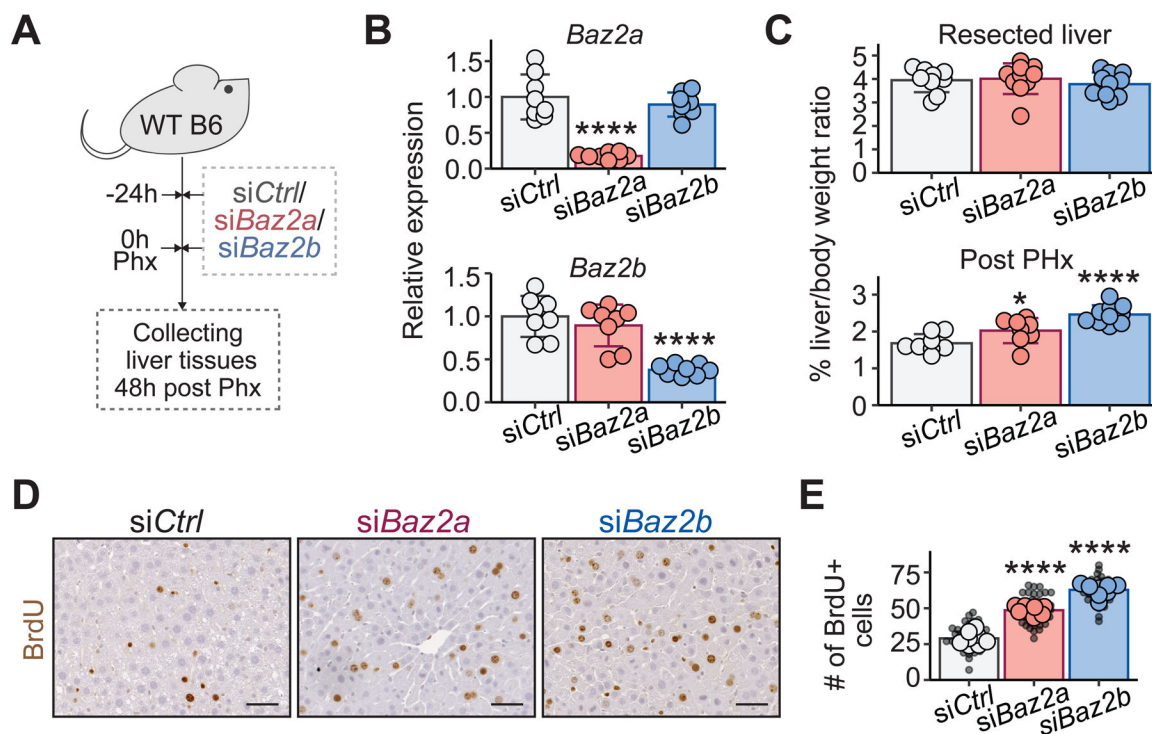 A
WT B6
-24h
0h
Phx
siCtrl/
siBaz2a/
siBaz2b
Collecting
liver tissues
48h post Phx
B
Relative expression
Baz2a
1.5
1.0
0.5
0.0
****
siCtrl
siBaz2a
siBaz2b
Baz2b
1.5
1.0
0.5
0.0
****
siCtrl
siBaz2a
siBaz2b
C
% liver/body weight ratio
Resected liver
5
4
3
2
1
0
siCtrl
siBaz2a
siBaz2b
Post PHx
3
2
1
0
*
****
siCtrl
siBaz2a
siBaz2b
D
siCtrl
siBaz2a
siBaz2b
BrdU
E
# of BrdU+
cells
75
50
25
0
****
****
siCtrl
siBaz2a
siBaz2b